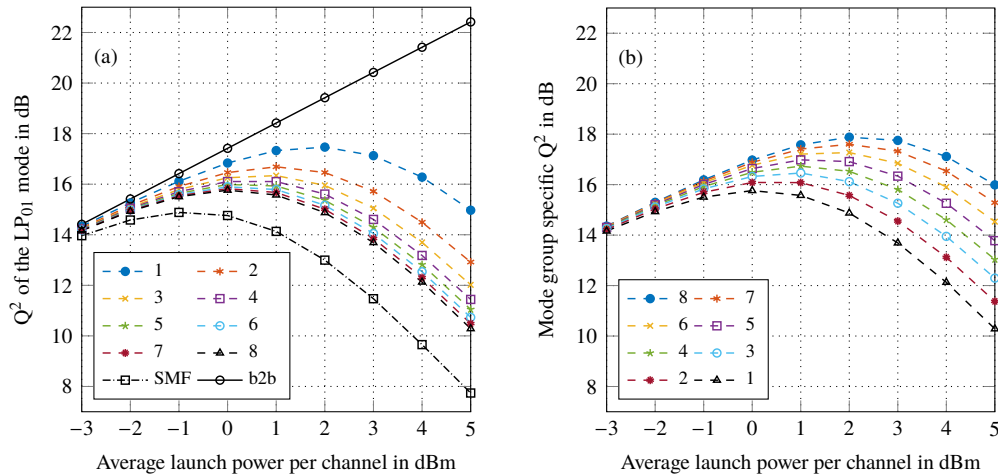 (a)
Q² of the LP₀₁ mode in dB
22
20
18
16
14
12
10
8
1 2
3 4
5 6
7 8
SMF b2b
−3 −2 −1 0 1 2 3 4 5
Average launch power per channel in dBm
(b)
Mode group specific Q² in dB
22
20
18
16
14
12
10
8
8 7
6 5
4 3
2 1
−3 −2 −1 0 1 2 3 4 5
Average launch power per channel in dBm